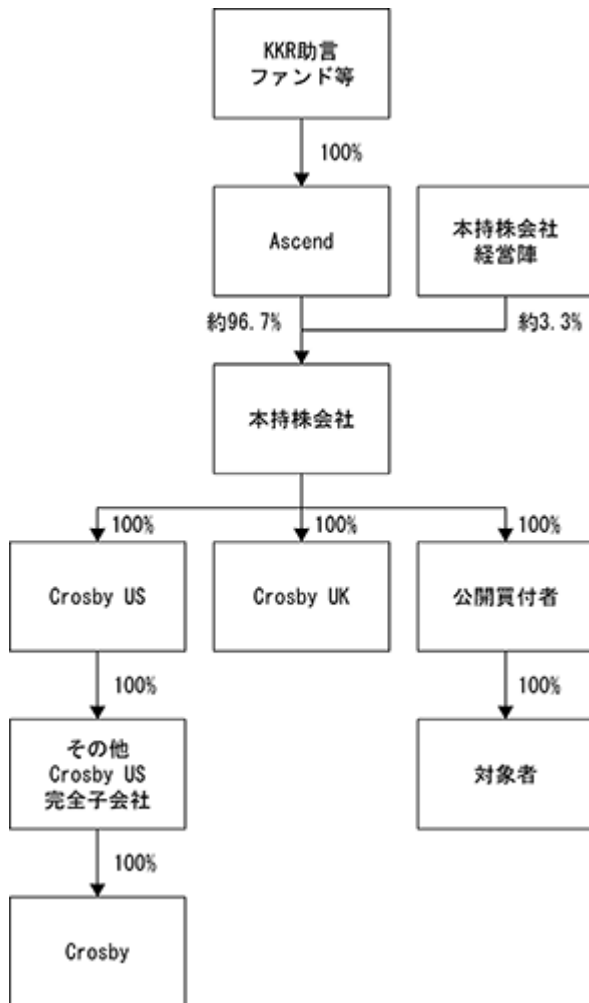 KKR助言
ファンド等
100%
Ascend
本持株会社
経営陣
約96.7%
約3.3%
本持株会社
100%
100%
100%
Crosby US
Crosby UK
公開買付者
100%
100%
その他
Crosby US
完全子会社
対象者
100%
Crosby